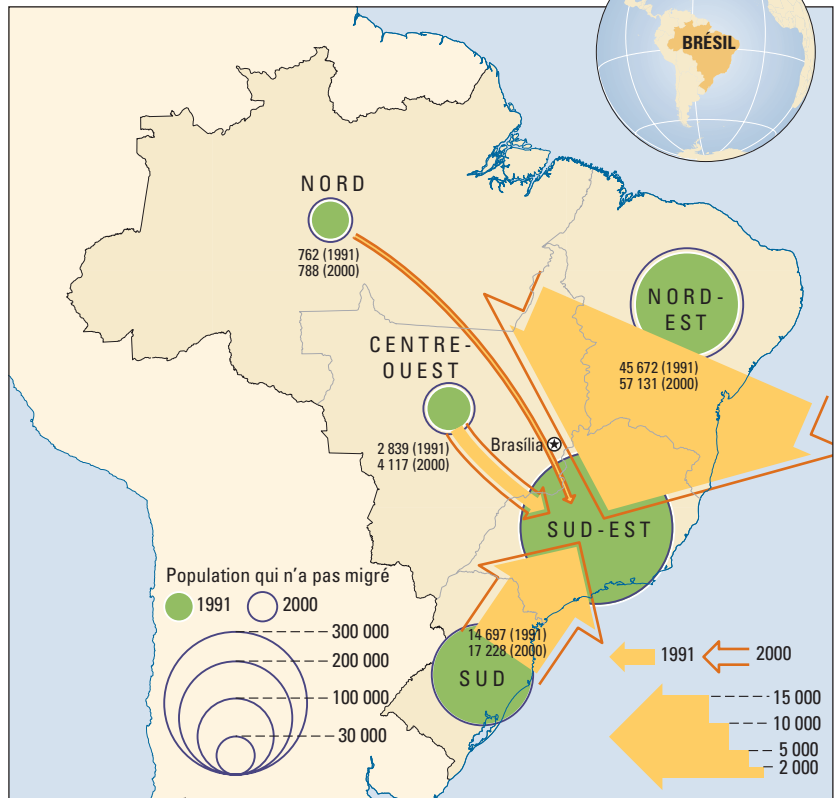 BRÉSIL
NORD
762 (1991)
788 (2000)
NORD-
EST
45 672 (1991)
57 131 (2000)
CENTRE-
OUEST
2 839 (1991)
4 117 (2000)
Brasília
SUD-EST
14 697 (1991)
17 228 (2000)
SUD
Population qui n'a pas migré
1991 2000
300 000
200 000
100 000
30 000
1991 2000
15 000
10 000
5 000
2 000